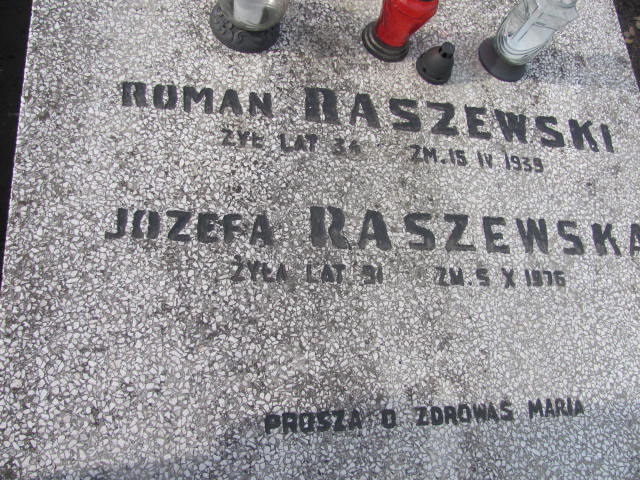 ROMAN RASZEWSKI
ŻYŁ LAT 34 ZM. 15 IV 1939
JÓZEFA RASZEWSKA
ŻYŁA LAT 91 ZM. 5 X 1976
PROSZĄ O ZDROWAŚ MARIA